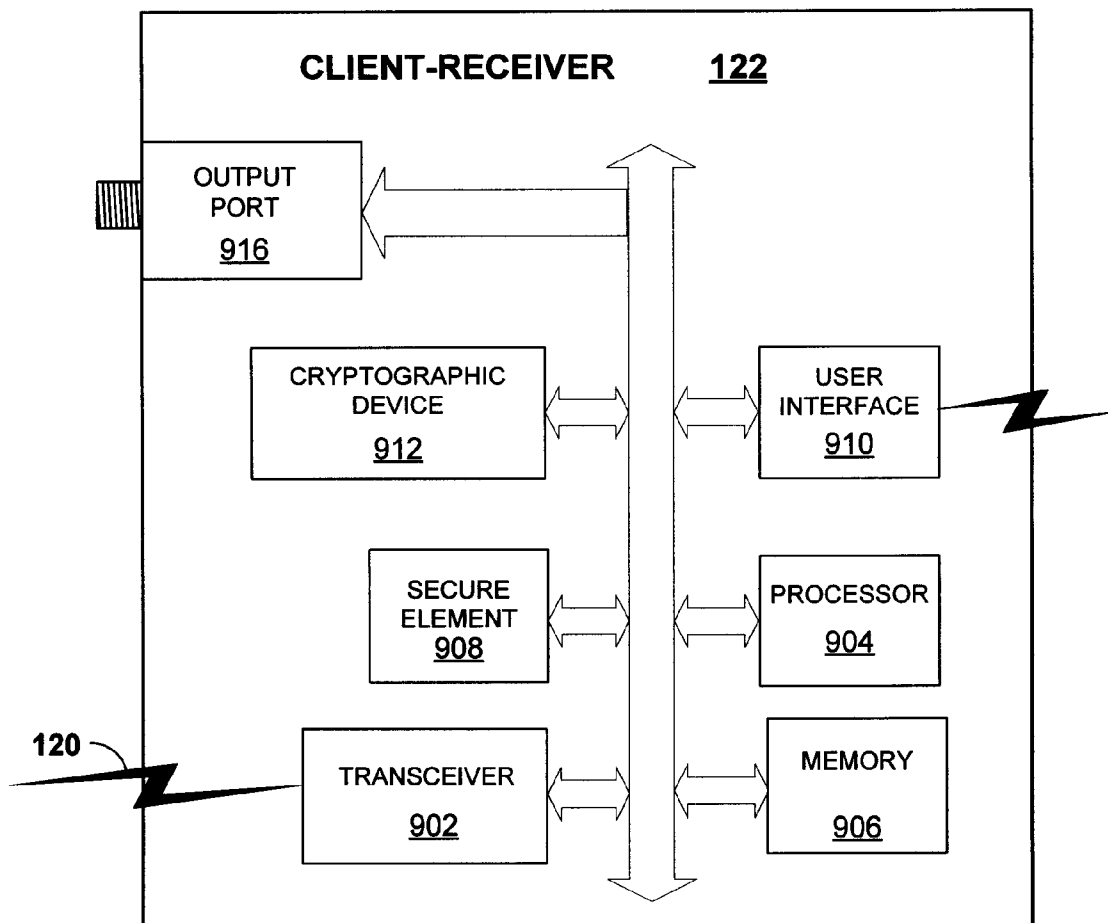 CLIENT-RECEIVER 122
OUTPUT
PORT
916
CRYPTOGRAPHIC
DEVICE
912
USER
INTERFACE
910
SECURE
ELEMENT
908
PROCESSOR
904
120
TRANSCEIVER
902
MEMORY
906